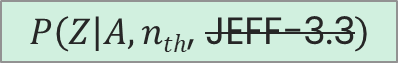 P(Z|A, n_th, JEFF-3.3)